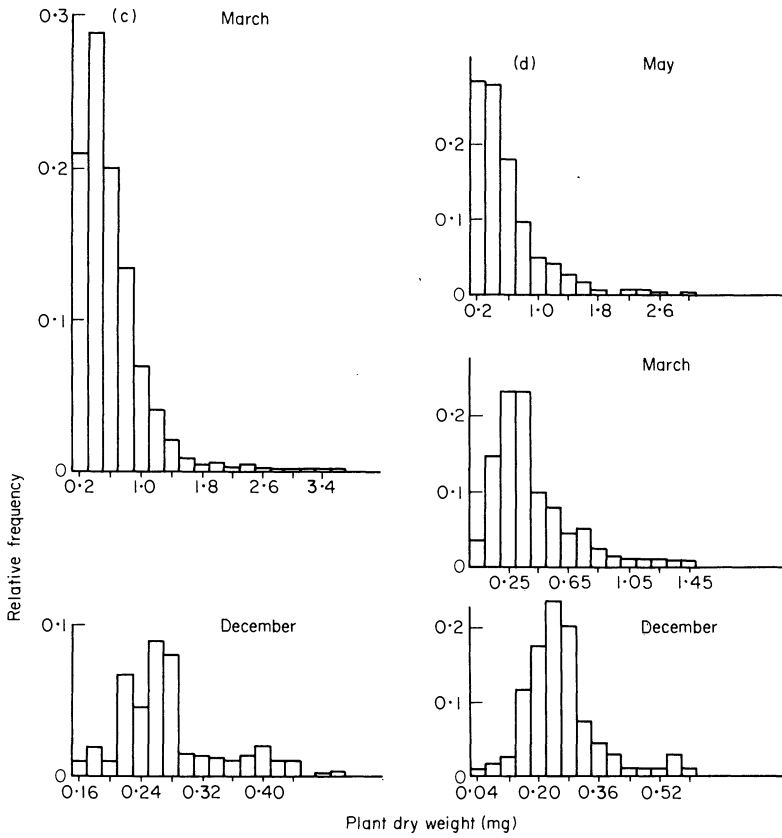 (c) March
0·3
0·2
0·1
0
0·2 1·0 1·8 2·6 3·4
December
0·1
0
0·16 0·24 0·32 0·40
(d) May
0·2
0·1
0
0·2 1·0 1·8 2·6
March
0·2
0·1
0
0·25 0·65 1·05 1·45
December
0·2
0·1
0
0·04 0·20 0·36 0·52
Relative frequency
Plant dry weight (mg)